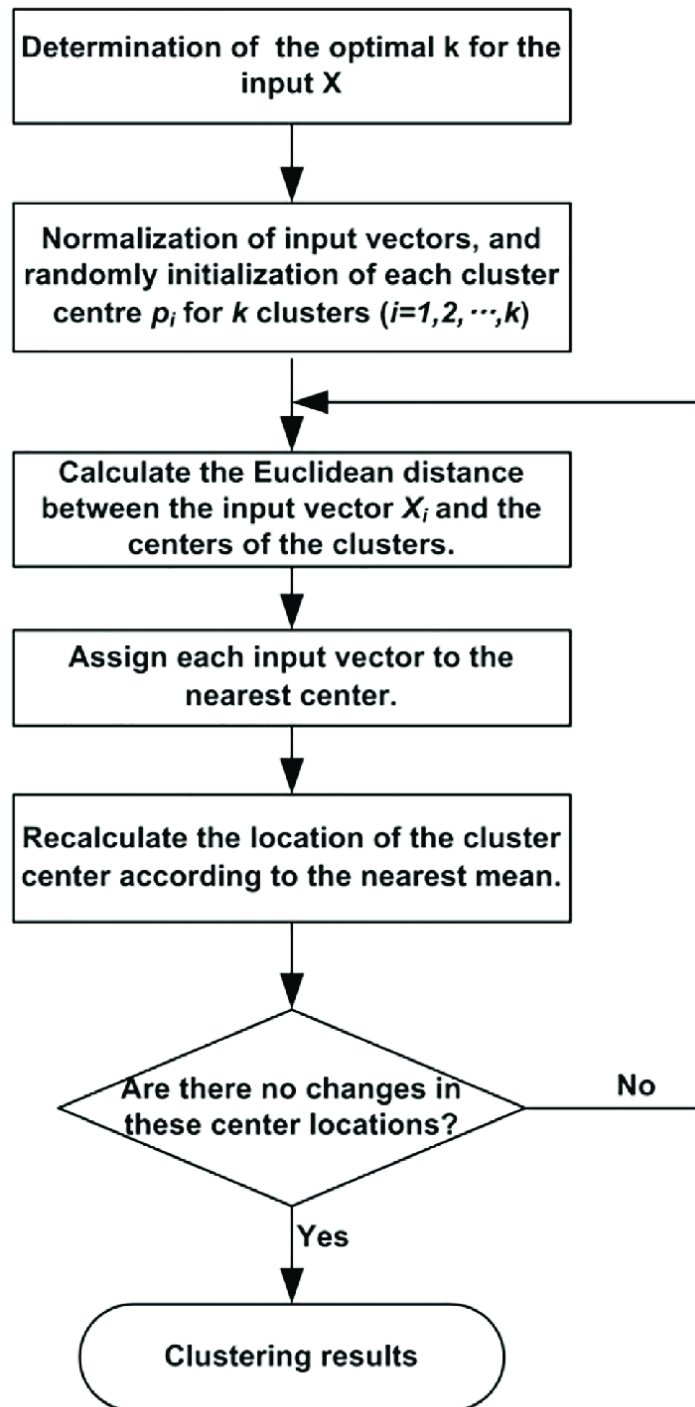 Determination of the optimal k for the
input X
Normalization of input vectors, and
randomly initialization of each cluster
centre pᵢ for k clusters (i=1,2, ···,k)
Calculate the Euclidean distance
between the input vector Xᵢ and the
centers of the clusters.
Assign each input vector to the
nearest center.
Recalculate the location of the cluster
center according to the nearest mean.
Are there no changes in
these center locations?
No
Yes
Clustering results